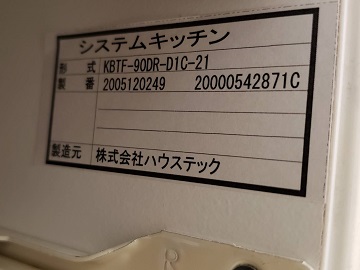 システムキッチン
形 式 KBTF-90DR-D1C-21
製 番 2005120249 20000542871C
製造元 株式会社ハウステック
R